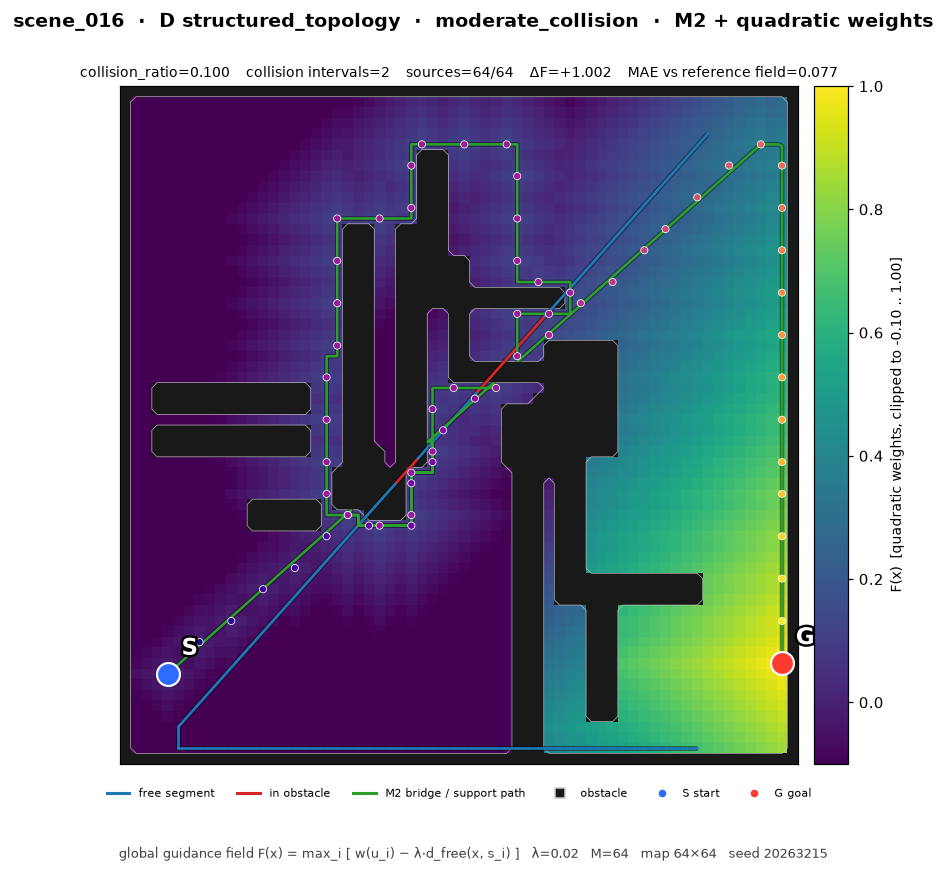 scene_016 · D structured_topology · moderate_collision · M2 + quadratic weights
collision_ratio=0.100 collision intervals=2 sources=64/64 ΔF=+1.002 MAE vs reference field=0.077
S
G
1.0
0.8
0.6
0.4
0.2
0.0
F(x) [quadratic weights, clipped to -0.10 .. 1.00]
free segment
in obstacle
M2 bridge / support path
obstacle
S start
G goal
global guidance field F(x) = max_i [ w(u_i) − λ·d_free(x, s_i) ] λ=0.02 M=64 map 64×64 seed 20263215